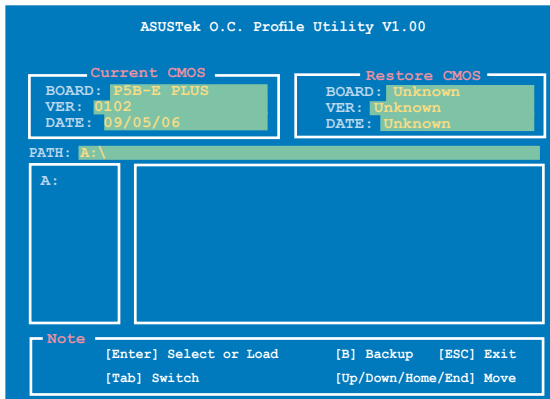 ASUSTek O.C. Profile Utility V1.00
Current CMOS
BOARD: P5B-E PLUS
VER: 0102
DATE: 09/05/06
Restore CMOS
BOARD: Unknown
VER: Unknown
DATE: Unknown
PATH: A:\
A:
Note
[Enter] Select or Load [B] Backup [ESC] Exit
[Tab] Switch [Up/Down/Home/End] Move